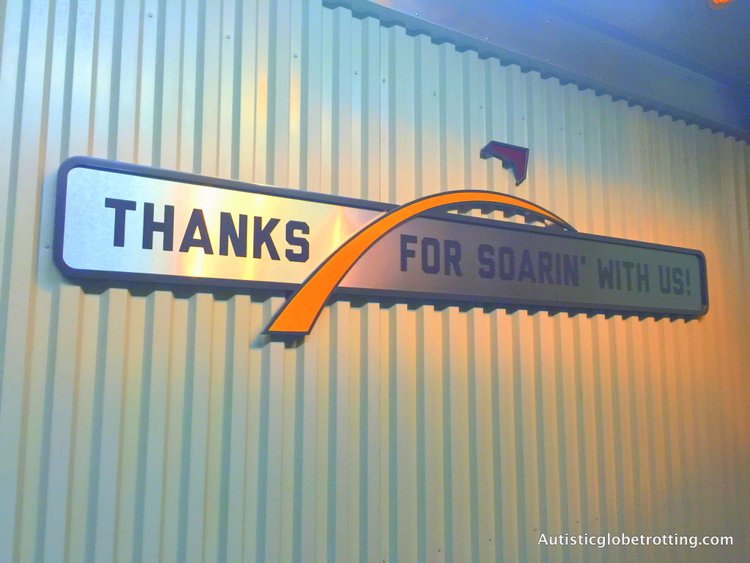 THANKS FOR SOARIN' WITH US!
Autisticglobetrotting.com